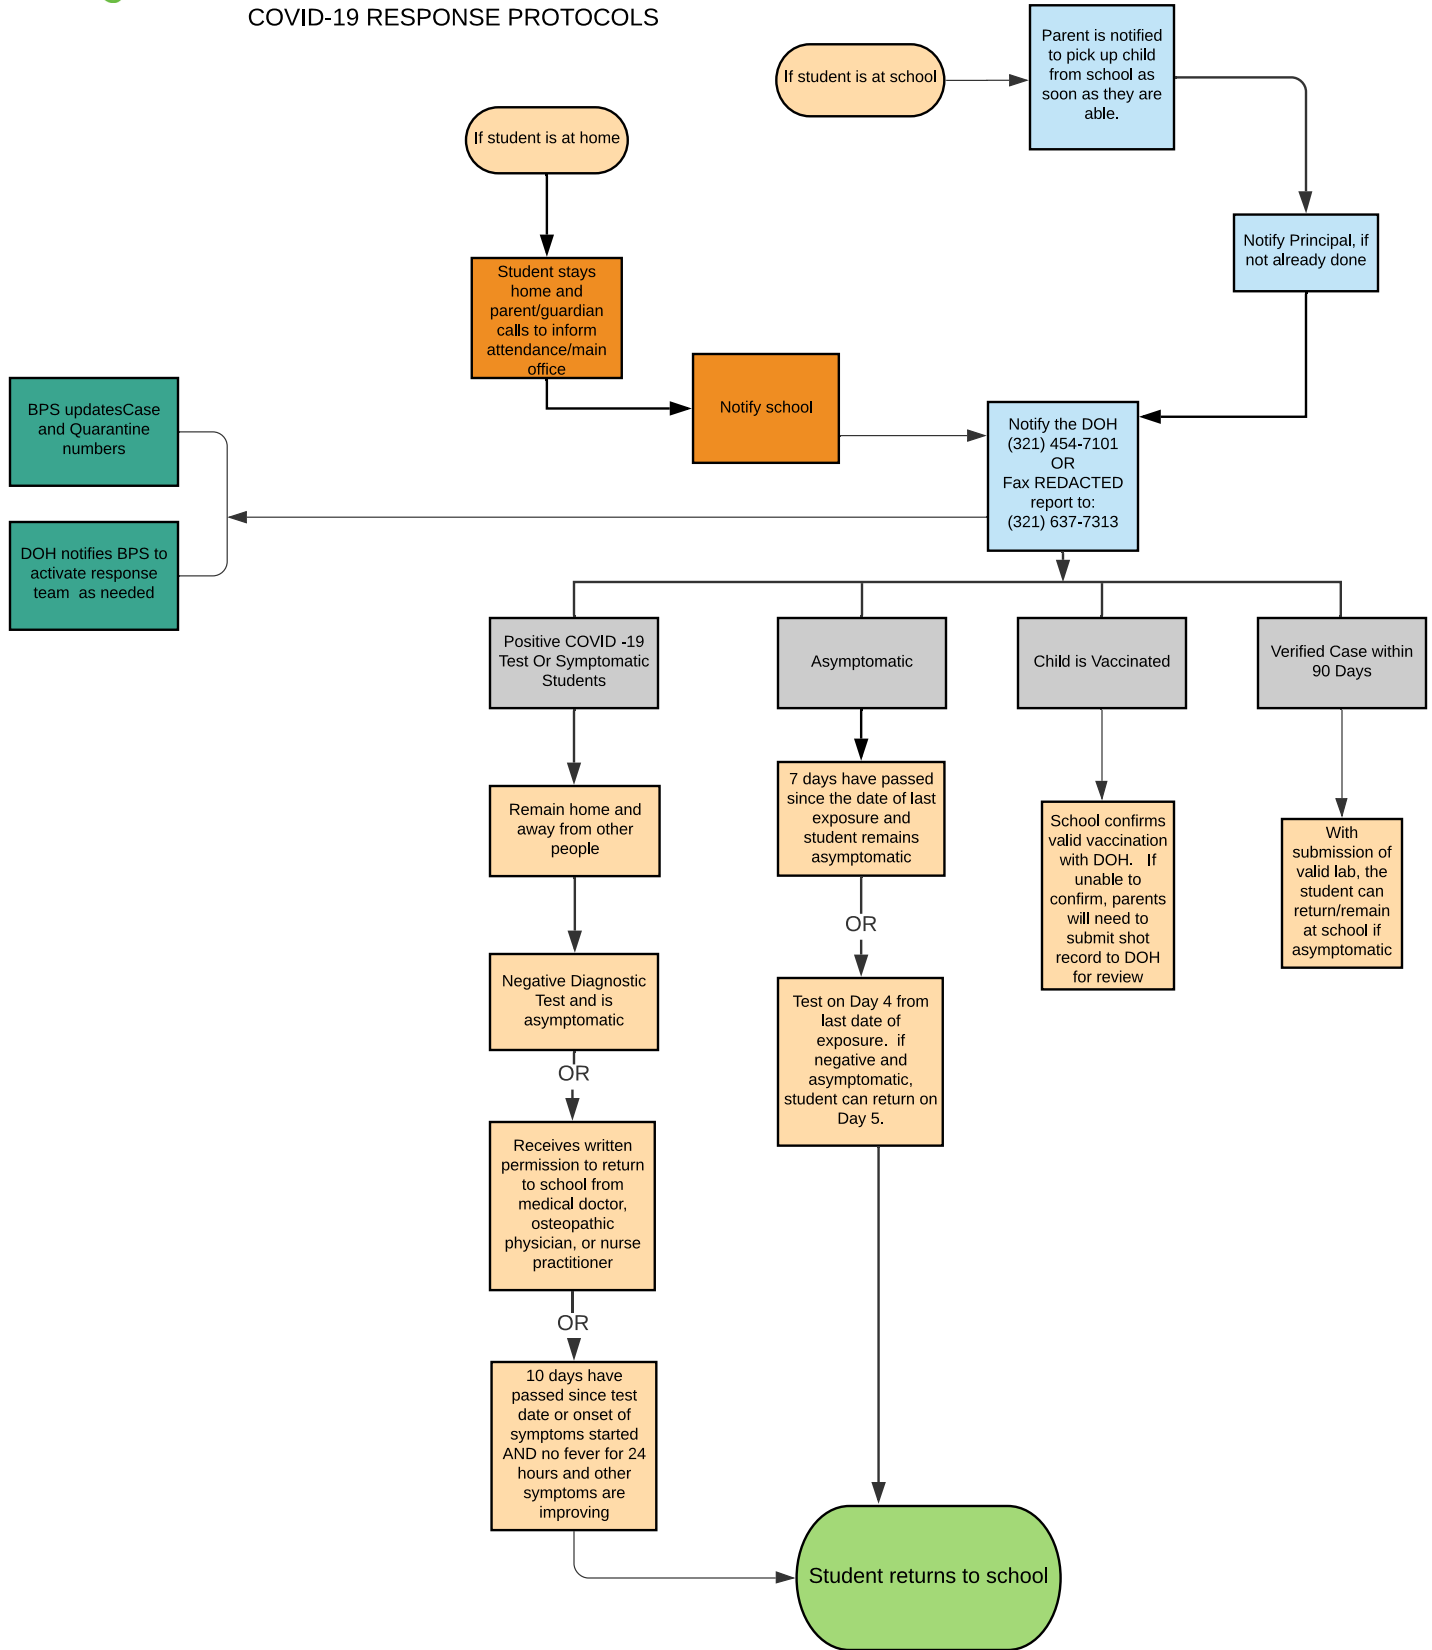 COVID-19 RESPONSE PROTOCOLS
If student is at school
Parent is notified
to pick up child
from school as
soon as they are
able.
If student is at home
Notify Principal, if
not already done
Student stays
home and
parent/guardian
calls to inform
attendance/main
office
Notify school
BPS updatesCase
and Quarantine
numbers
Notify the DOH
(321) 454-7101
OR
Fax REDACTED
report to:
(321) 637-7313
DOH notifies BPS to
activate response
team as needed
Positive COVID -19
Test Or Symptomatic
Students
Asymptomatic
Child is Vaccinated
Verified Case within
90 Days
Remain home and
away from other
people
7 days have passed
since the date of last
exposure and
student remains
asymptomatic
School confirms
valid vaccination
with DOH. If
unable to
confirm, parents
will need to
submit shot
record to DOH
for review
With
submission of
valid lab, the
student can
return/remain
at school if
asymptomatic
OR
Negative Diagnostic
Test and is
asymptomatic
Test on Day 4 from
last date of
exposure. if
negative and
asymptomatic,
student can return on
Day 5.
OR
Receives written
permission to return
to school from
medical doctor,
osteopathic
physician, or nurse
practitioner
OR
10 days have
passed since test
date or onset of
symptoms started
AND no fever for 24
hours and other
symptoms are
improving
Student returns to school